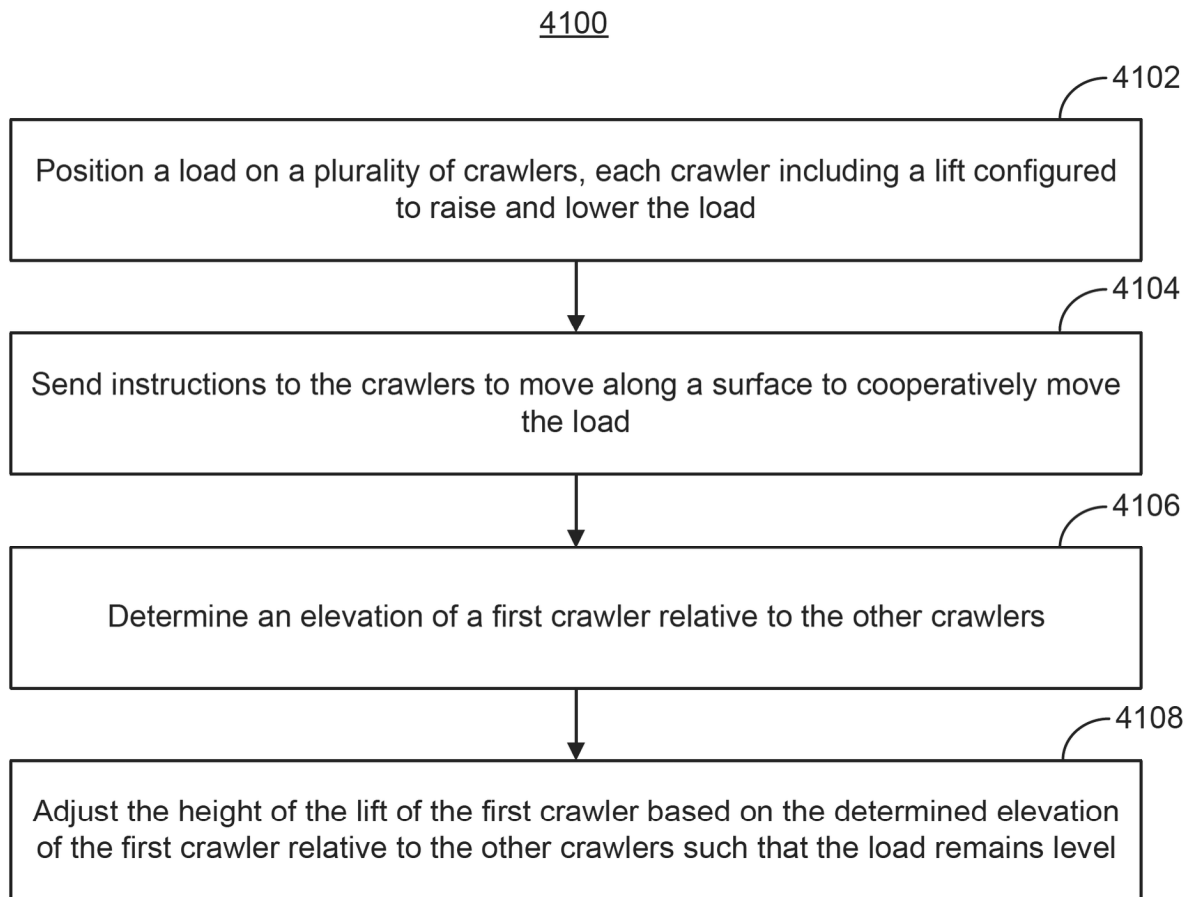 4100
4102
Position a load on a plurality of crawlers, each crawler including a lift configured
to raise and lower the load
4104
Send instructions to the crawlers to move along a surface to cooperatively move
the load
4106
Determine an elevation of a first crawler relative to the other crawlers
4108
Adjust the height of the lift of the first crawler based on the determined elevation
of the first crawler relative to the other crawlers such that the load remains level